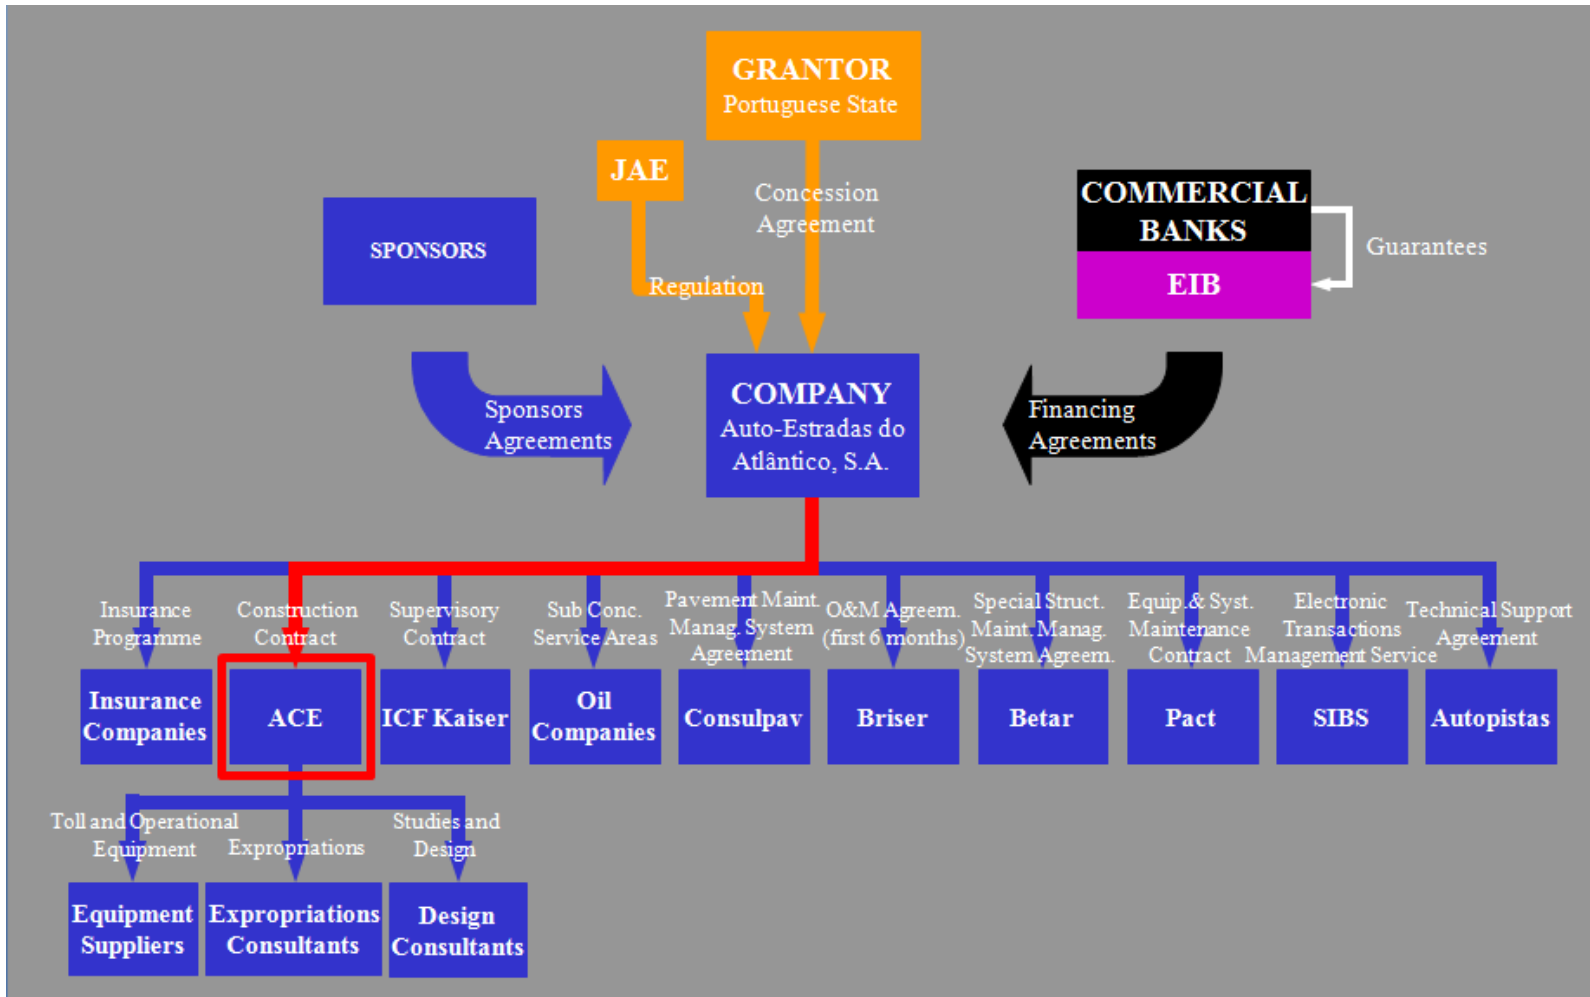 GRANTOR
Portuguese State
JAE
Concession
Agreement
COMMERCIAL
BANKS
Guarantees
SPONSORS
EIB
Regulation
COMPANY
Auto-Estradas do
Atlântico, S.A.
Sponsors
Agreements
Financing
Agreements
Insurance
Programme
Construction
Contract
Supervisory
Contract
Sub Conc.
Service Areas
Pavement Maint.
Manag. System
Agreement
O&M Agreem.
(first 6 months)
Special Struct.
Maint. Manag.
System Agreem.
Equip.& Syst.
Maintenance
Contract
Electronic
Transactions
Management Service
Technical Support
Agreement
Insurance
Companies
ACE
ICF Kaiser
Oil
Companies
Consulpav
Briser
Betar
Pact
SIBS
Autopistas
Toll and Operational
Equipment
Expropriations
Studies and
Design
Equipment
Suppliers
Expropriations
Consultants
Design
Consultants